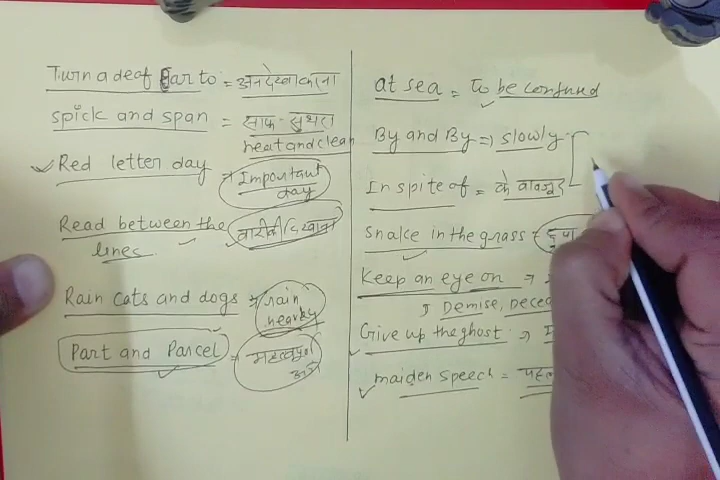 Turn a deaf Ear to = अनदेखा करना
spick and span = साफ-सुथरा
neat and clean
Red letter day → Important day
Read between the lines
Rain cats and dogs → rain heavky
Part and Parcel = महत्वपूर्ण अंग
at sea = to be confused
By and By => slowly
In spite of = के बावजूद
Snake in the grass =
Keep an eye on →
Demise, Decea
Give up the ghost →
maiden speech =